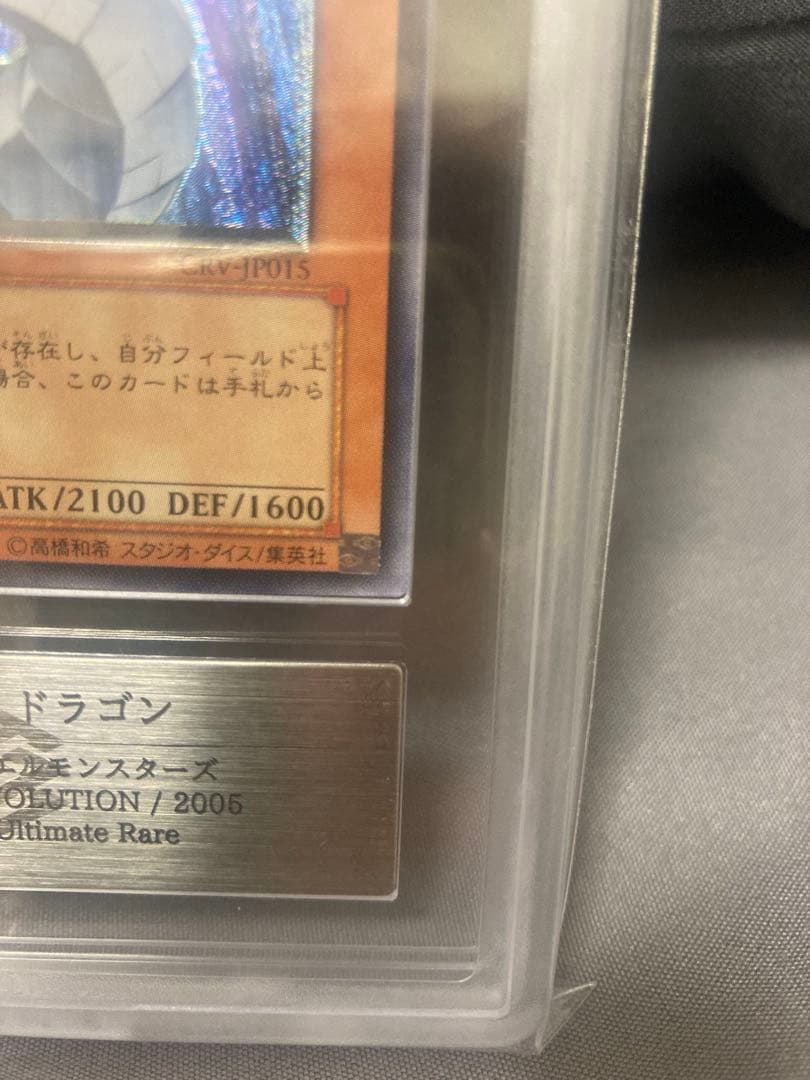 CRV-JP015
が存在し、自分フィールド上
場合、このカードは手札から
ATK/2100 DEF/1600
©高橋和希 スタジオ・ダイス/集英社
ドラゴン
エルモンスターズ
OLUTION / 2005
Ultimate Rare